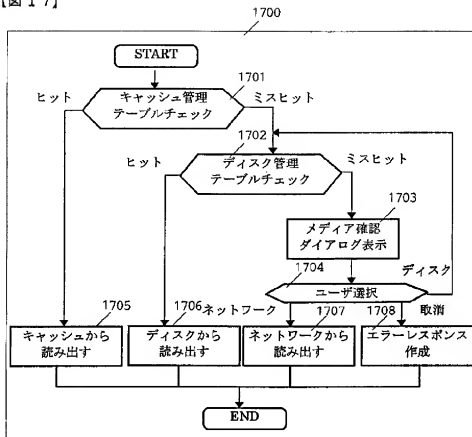 【図 1 7】
1700
START
1701
ヒット
キャッシュ管理
テーブルチェック
ミスヒット
1702
ヒット
ディスク管理
テーブルチェック
ミスヒット
1703
メディア確認
ダイアログ表示
1704
ディスク
ユーザ選択
1705
1706
ネットワーク
1707
1708
取消
キャッシュから
読み出す
ディスクから
読み出す
ネットワークから
読み出す
エラーレスポンス
作成
END